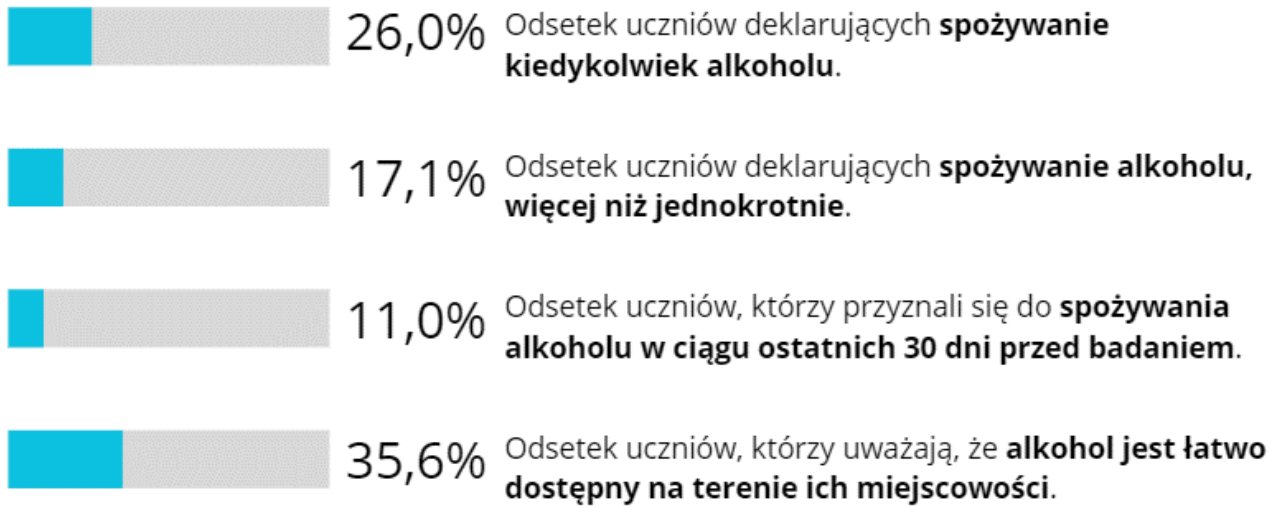 26,0% Odsetek uczniów deklarujących spożywanie
kiedykolwiek alkoholu.
17,1% Odsetek uczniów deklarujących spożywanie alkoholu,
więcej niż jednokrotnie.
11,0% Odsetek uczniów, którzy przyznali się do spożywania
alkoholu w ciągu ostatnich 30 dni przed badaniem.
35,6% Odsetek uczniów, którzy uważają, że alkohol jest łatwo
dostępny na terenie ich miejscowości.